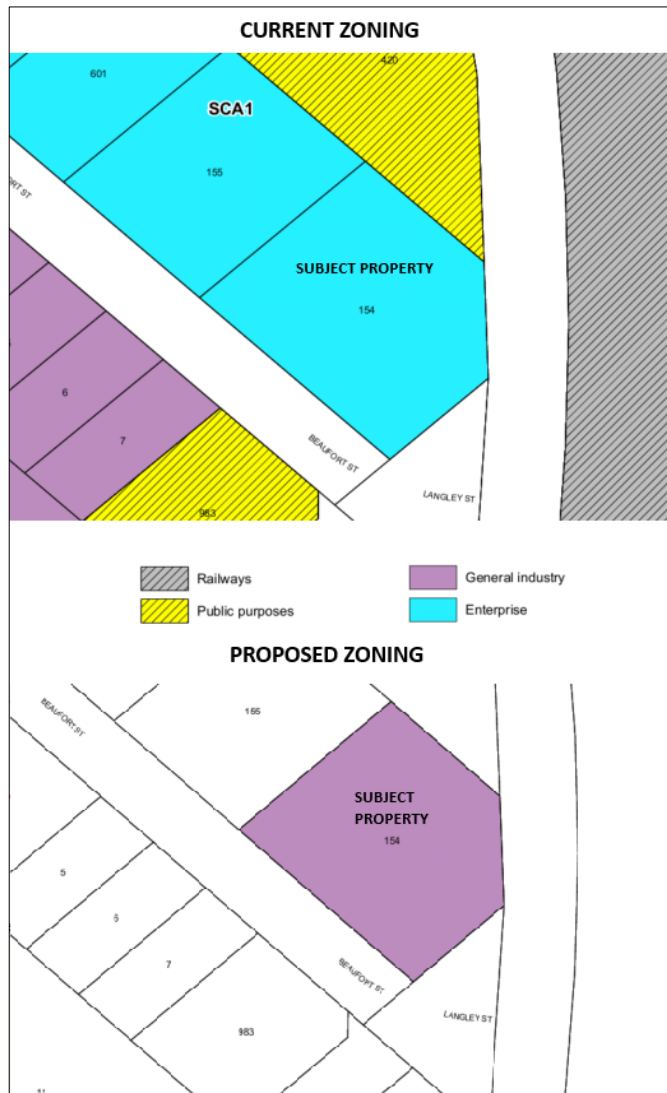 CURRENT ZONING
420
601
SCA1
155
ORT ST
SUBJECT PROPERTY
154
6
7
BEAUFORT ST
LANGLEY ST
983
Railways
General industry
Public purposes
Enterprise
PROPOSED ZONING
BEAUFORT ST
155
SUBJECT
PROPERTY
154
5
6
7
BEAUFORT ST
LANGLEY ST
983